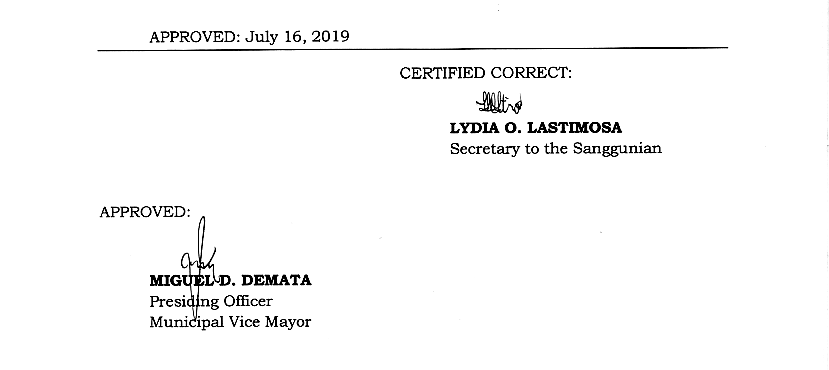 APPROVED: July 16, 2019
CERTIFIED CORRECT:
LYDIA O. LASTIMOSA
Secretary to the Sanggunian
APPROVED:
MIGUEL D. DEMATA
Presiding Officer
Municipal Vice Mayor